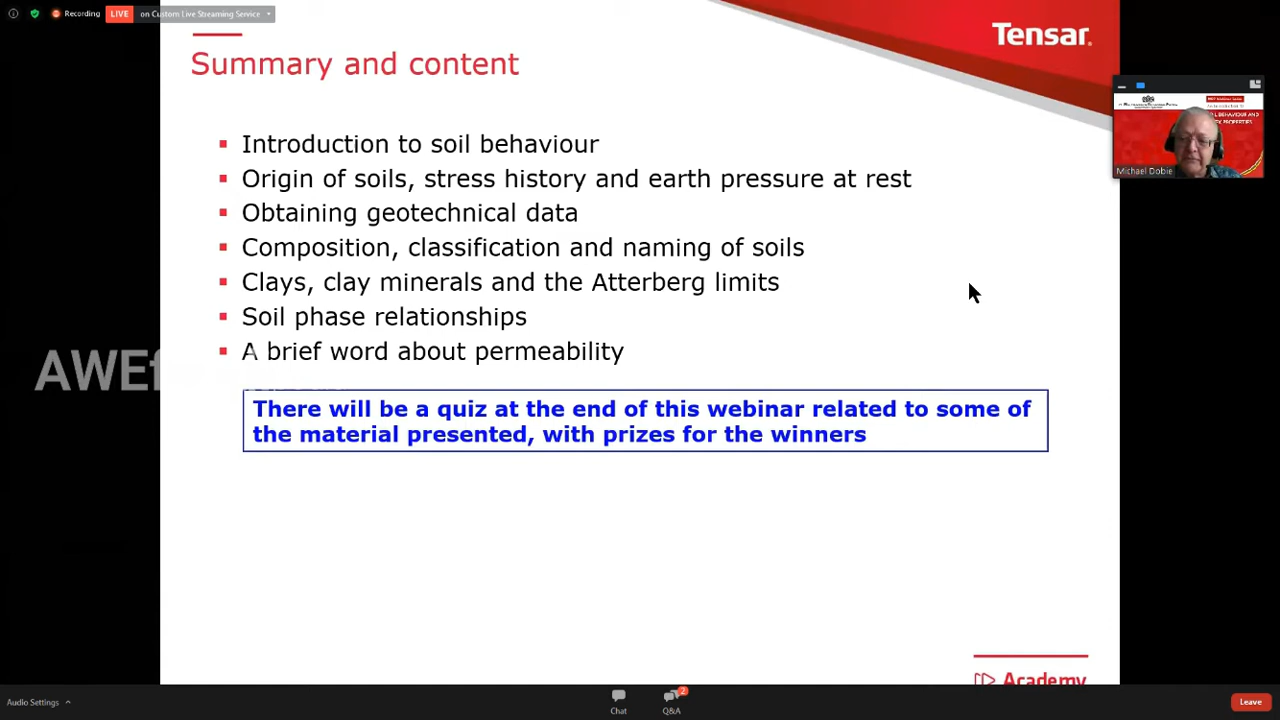 Recording
LIVE
on Custom Live Streaming Service
Tensar
Summary and content
Introduction to soil behaviour
Origin of soils, stress history and earth pressure at rest
Obtaining geotechnical data
Composition, classification and naming of soils
Clays, clay minerals and the Atterberg limits
Soil phase relationships
A brief word about permeability
There will be a quiz at the end of this webinar related to some of
the material presented, with prizes for the winners
Michael Dobie
Academy
Audio Settings
Chat
Q&A
2
Leave